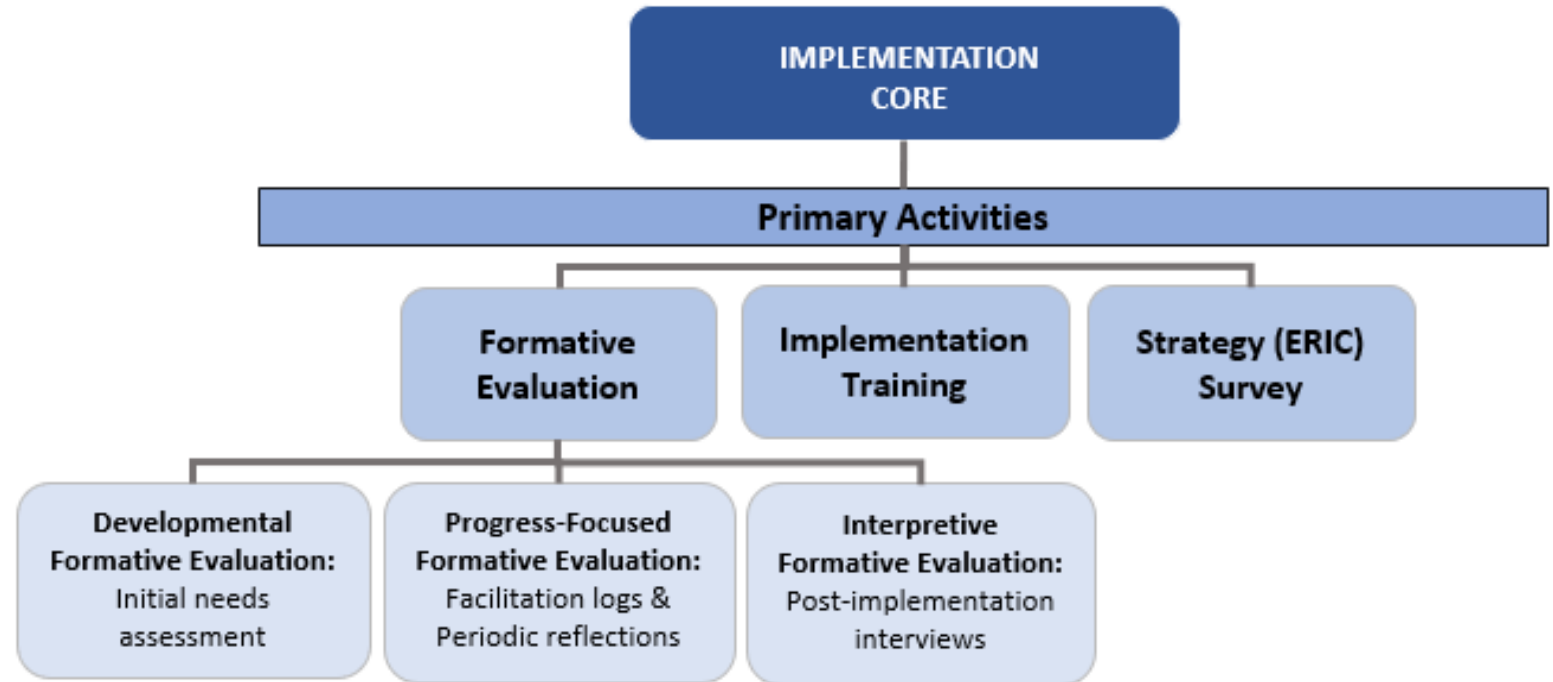 IMPLEMENTATION
CORE
Primary Activities
Formative
Evaluation
Implementation
Training
Strategy (ERIC)
Survey
Developmental
Formative Evaluation:
Initial needs
assessment
Progress-Focused
Formative Evaluation:
Facilitation logs &
Periodic reflections
Interpretive
Formative Evaluation:
Post-implementation
interviews